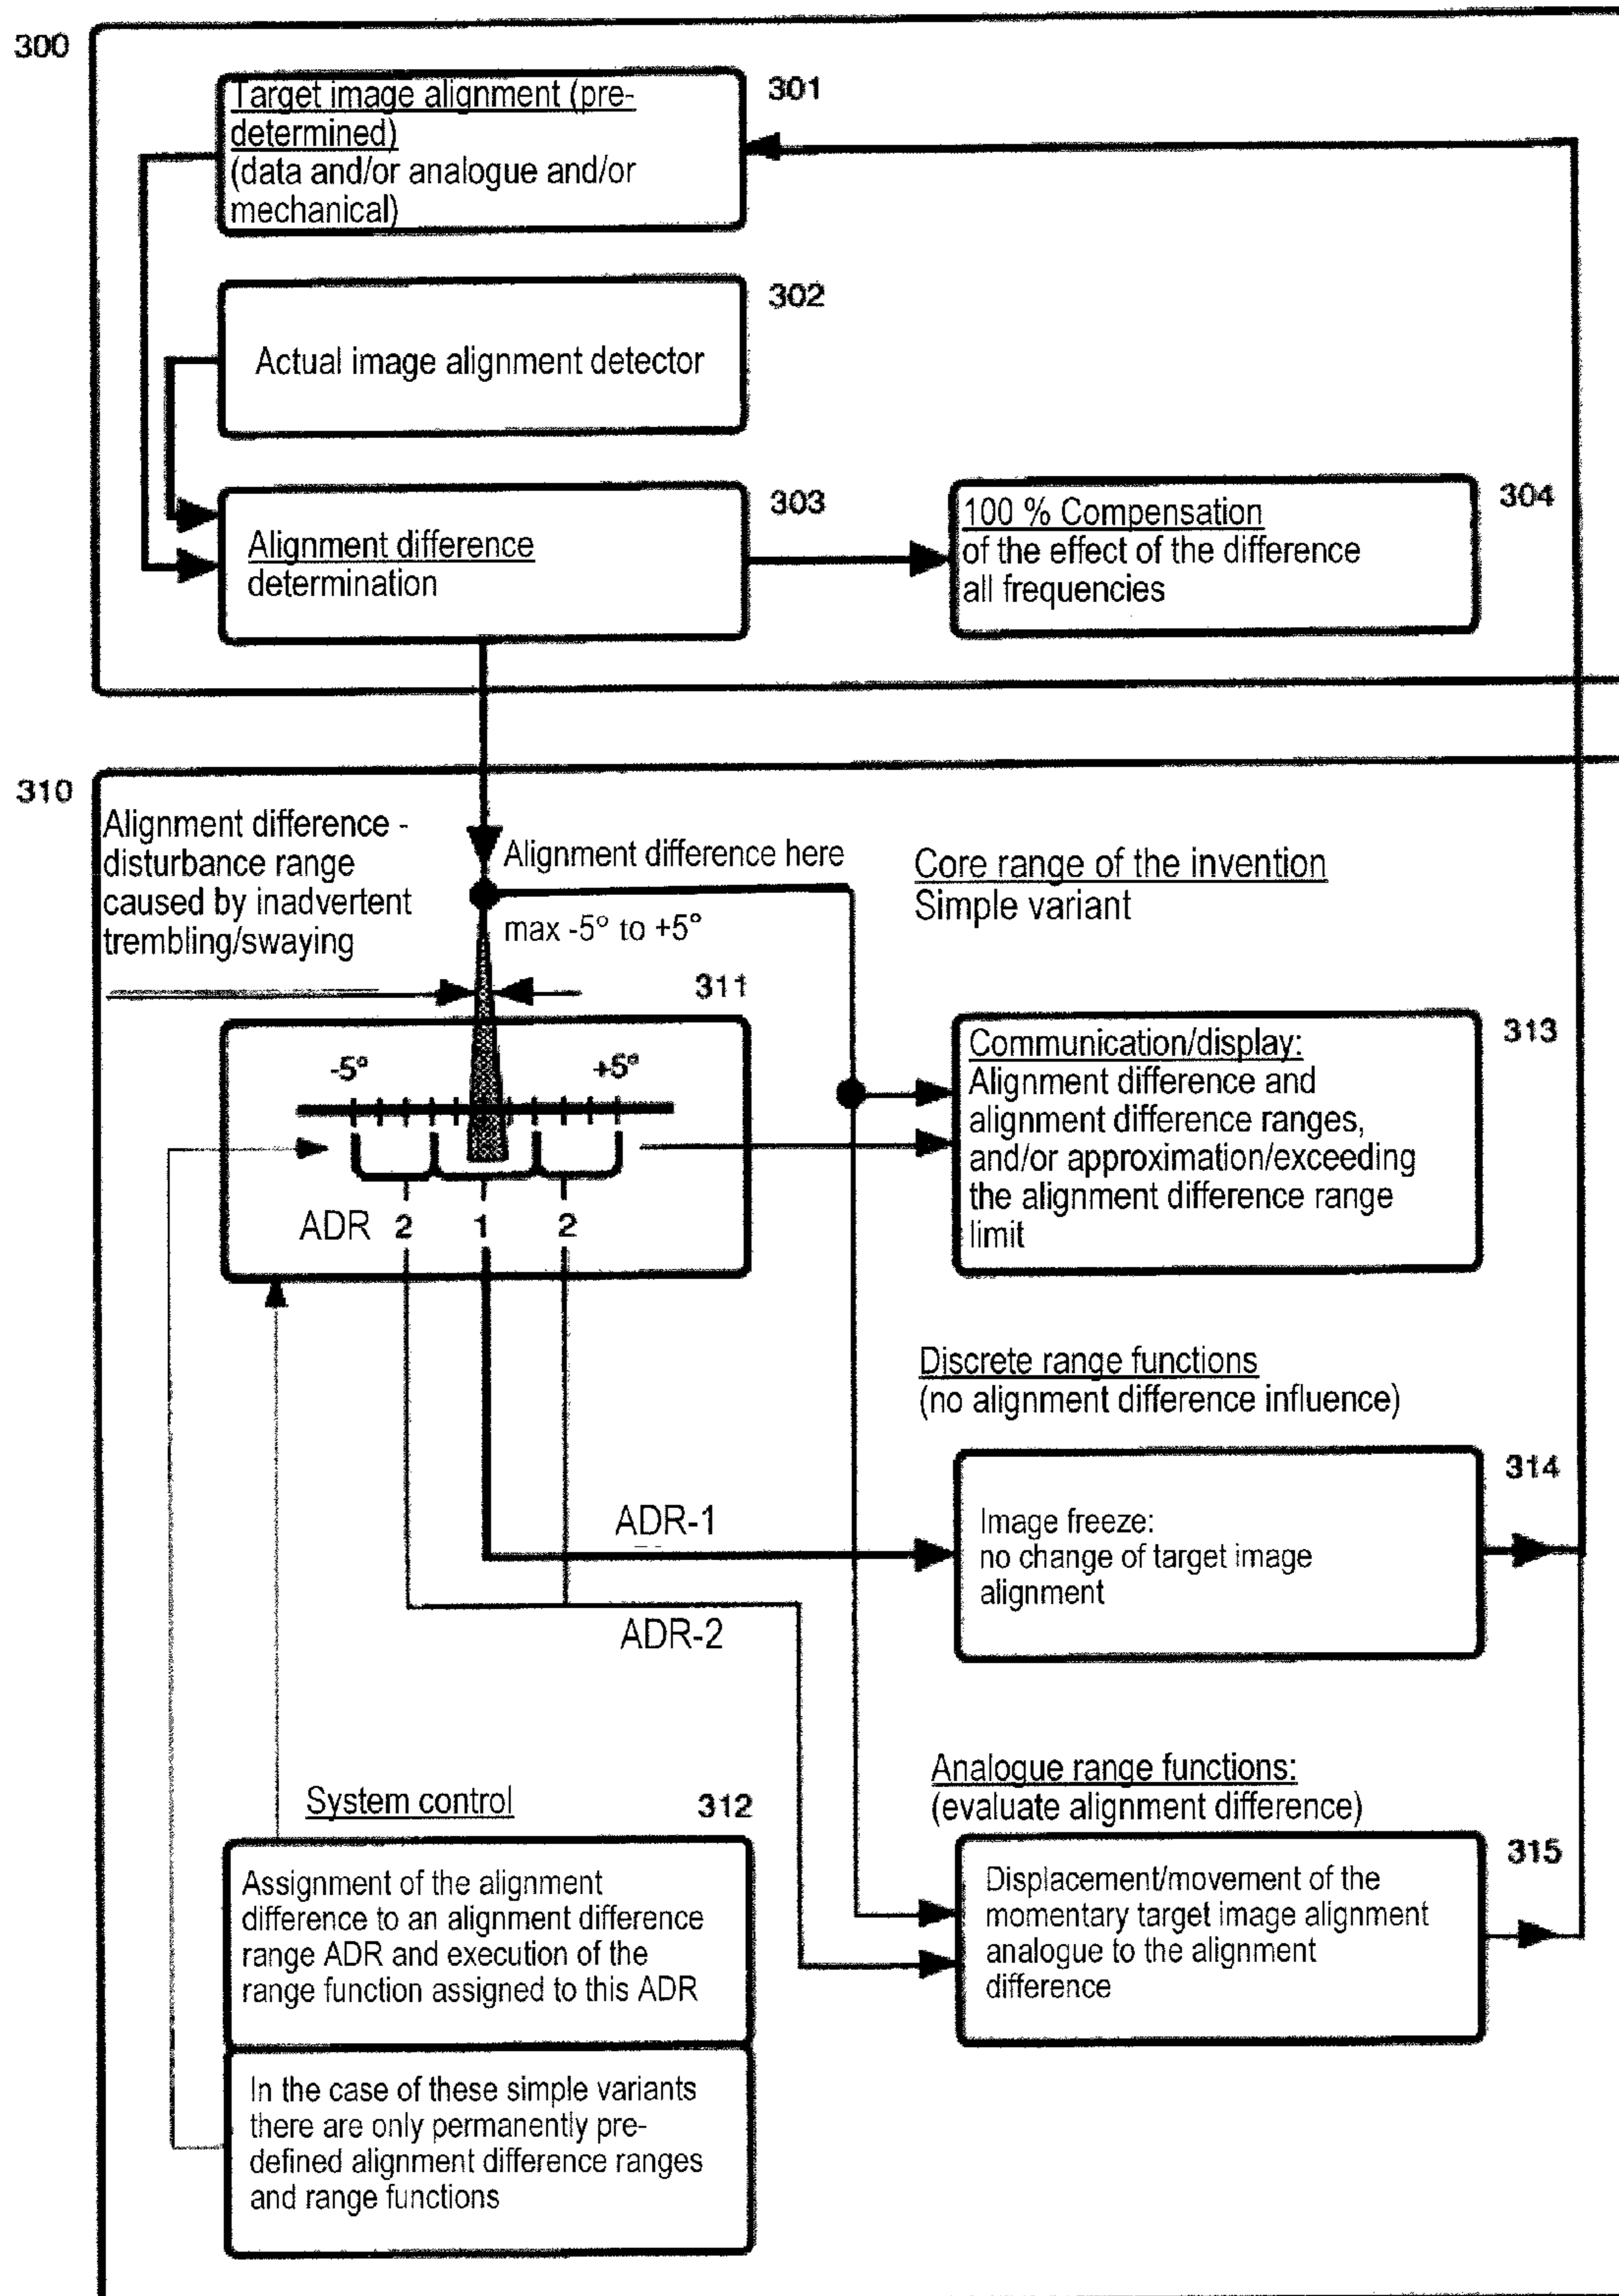 300
301
Target image alignment (pre-
determined)
(data and/or analogue and/or
mechanical)
302
Actual image alignment detector
303
Alignment difference
determination
304
100 % Compensation
of the effect of the difference
all frequencies
310
Alignment difference -
disturbance range
caused by inadvertent
trembling/swaying
Alignment difference here
max -5° to +5°
Core range of the invention
Simple variant
311
-5°
+5°
ADR 2 1 2
313
Communication/display:
Alignment difference and
alignment difference ranges,
and/or approximation/exceeding
the alignment difference range
limit
Discrete range functions
(no alignment difference influence)
314
ADR-1
Image freeze:
no change of target image
alignment
ADR-2
System control
312
Assignment of the alignment
difference to an alignment difference
range ADR and execution of the
range function assigned to this ADR
In the case of these simple variants
there are only permanently pre-
defined alignment difference ranges
and range functions
Analogue range functions:
(evaluate alignment difference)
315
Displacement/movement of the
momentary target image alignment
analogue to the alignment
difference